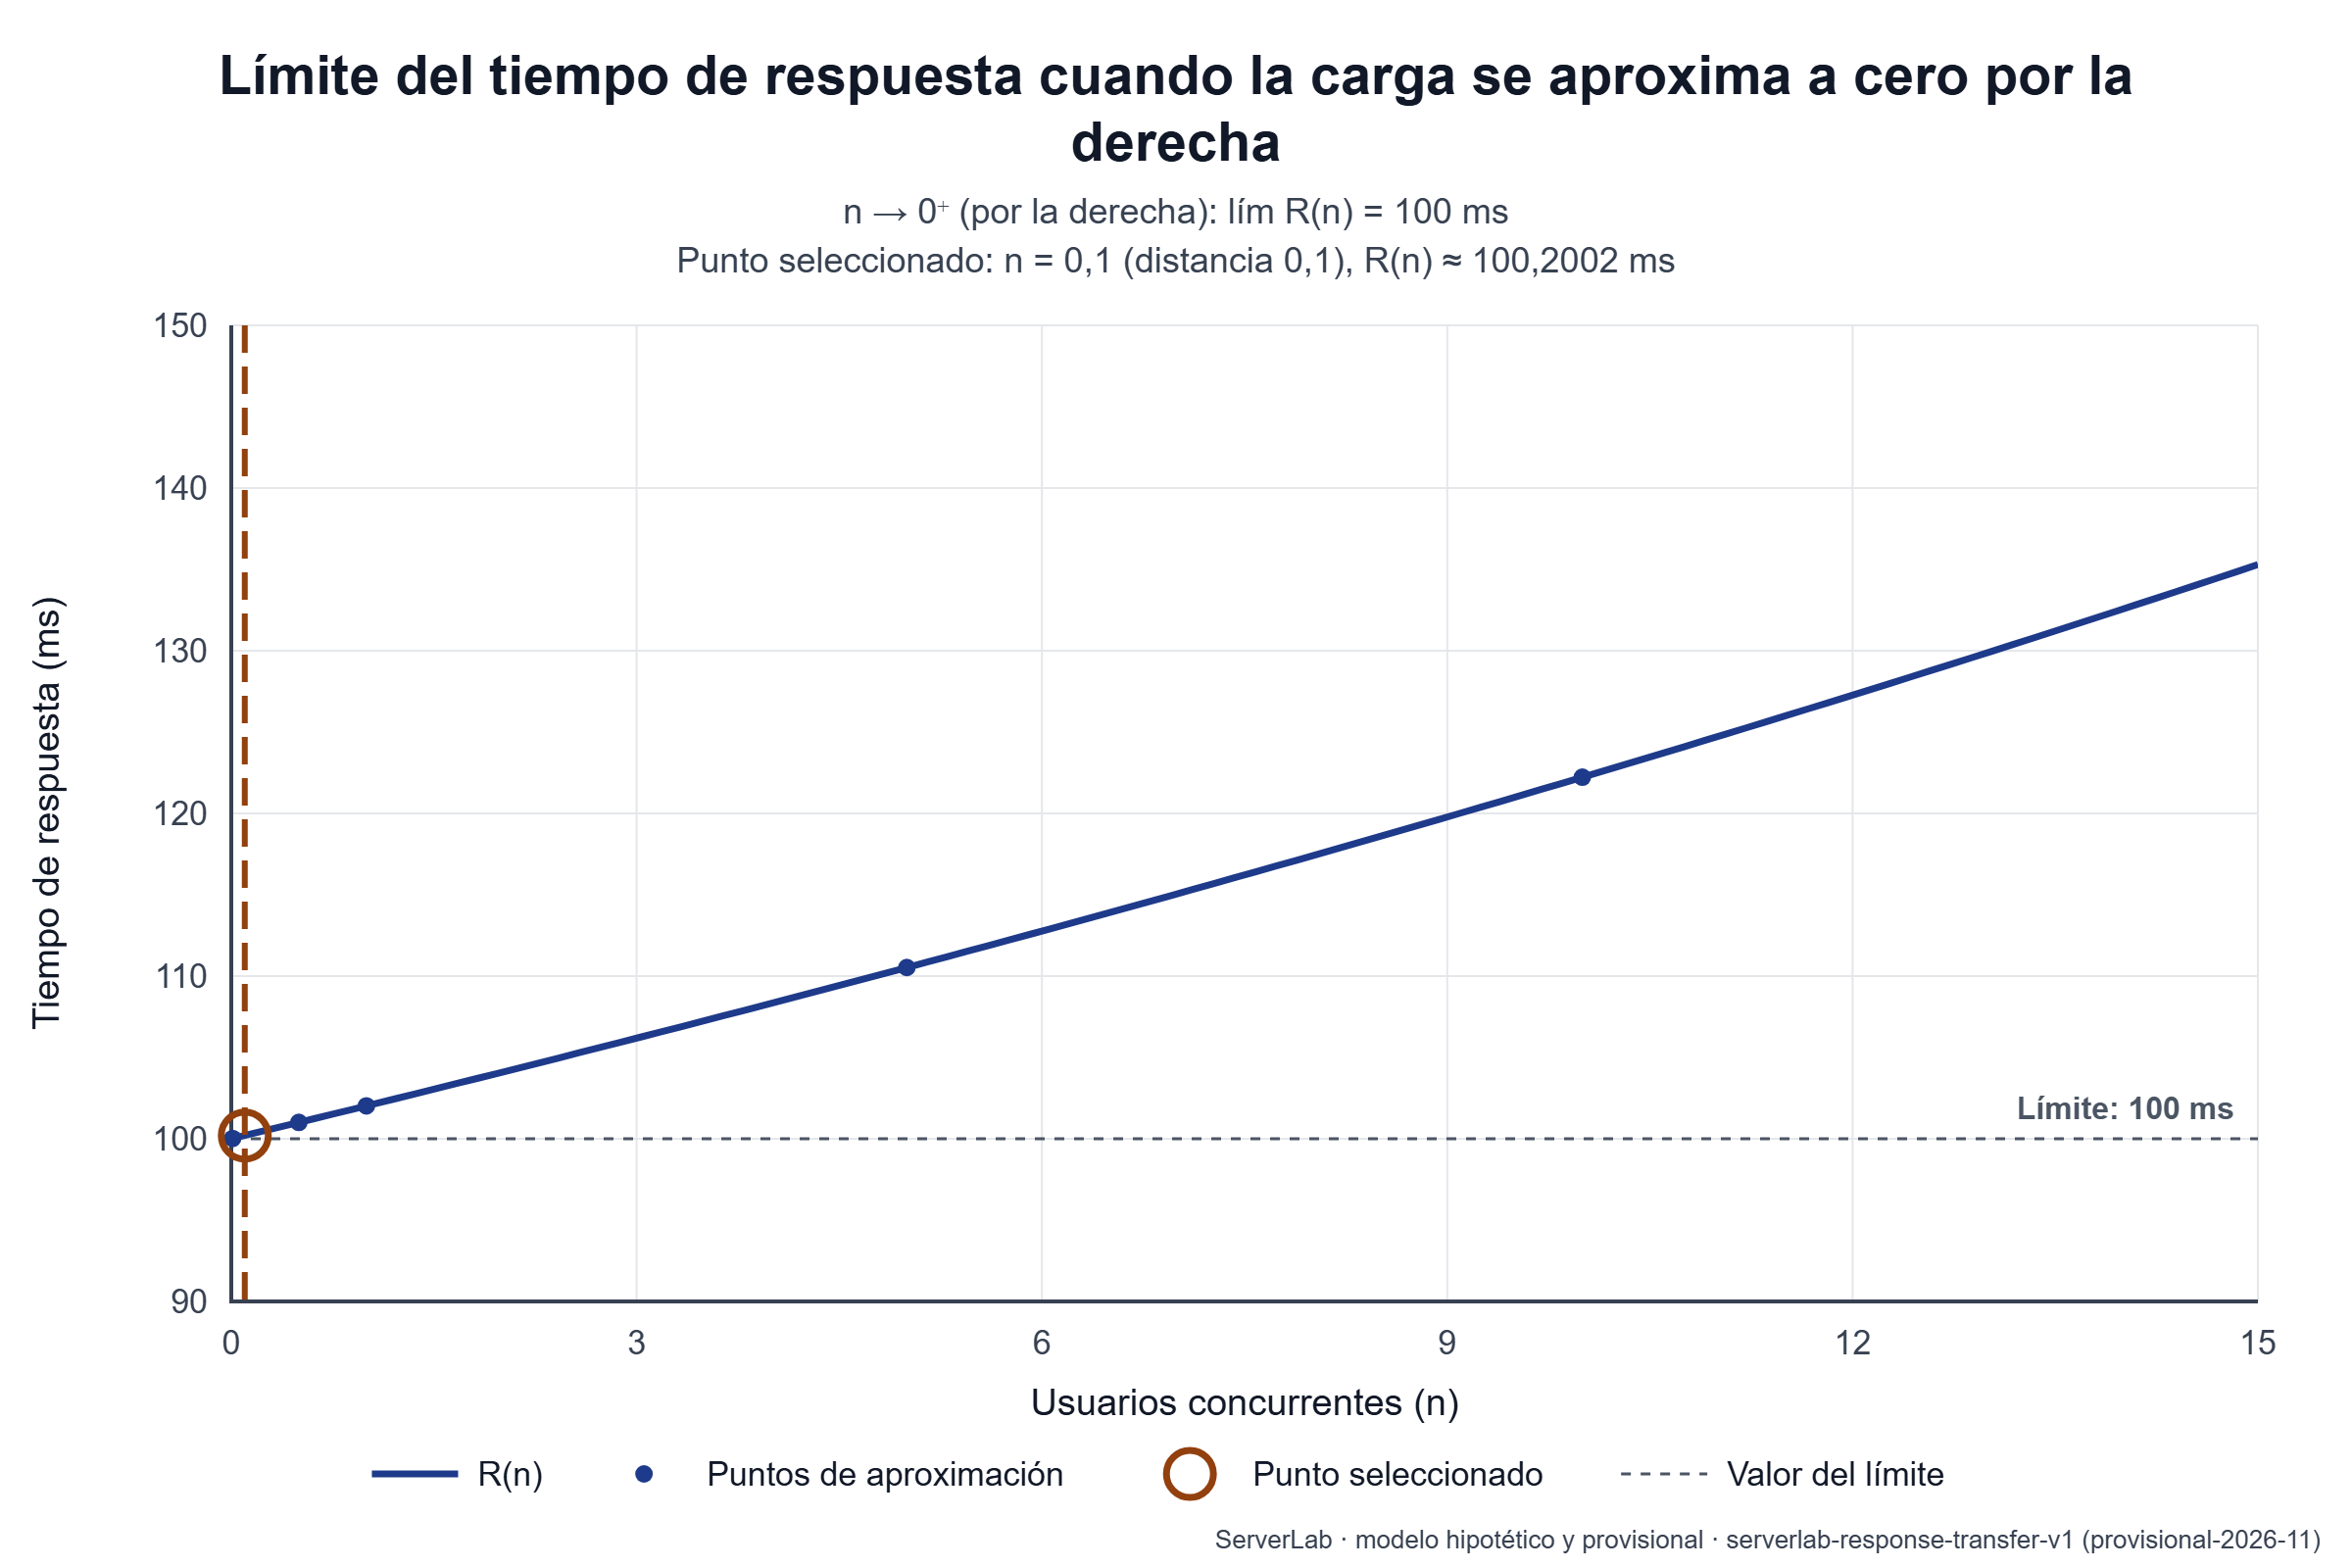 Límite del tiempo de respuesta cuando la carga se aproxima a cero por la
derecha
n → 0⁺ (por la derecha): lím R(n) = 100 ms
Punto seleccionado: n = 0,1 (distancia 0,1), R(n) ≈ 100,2002 ms
Tiempo de respuesta (ms)
150
140
130
120
110
100
90
Límite: 100 ms
0 3 6 9 12 15
Usuarios concurrentes (n)
R(n) Puntos de aproximación Punto seleccionado Valor del límite
ServerLab · modelo hipotético y provisional · serverlab-response-transfer-v1 (provisional-2026-11)